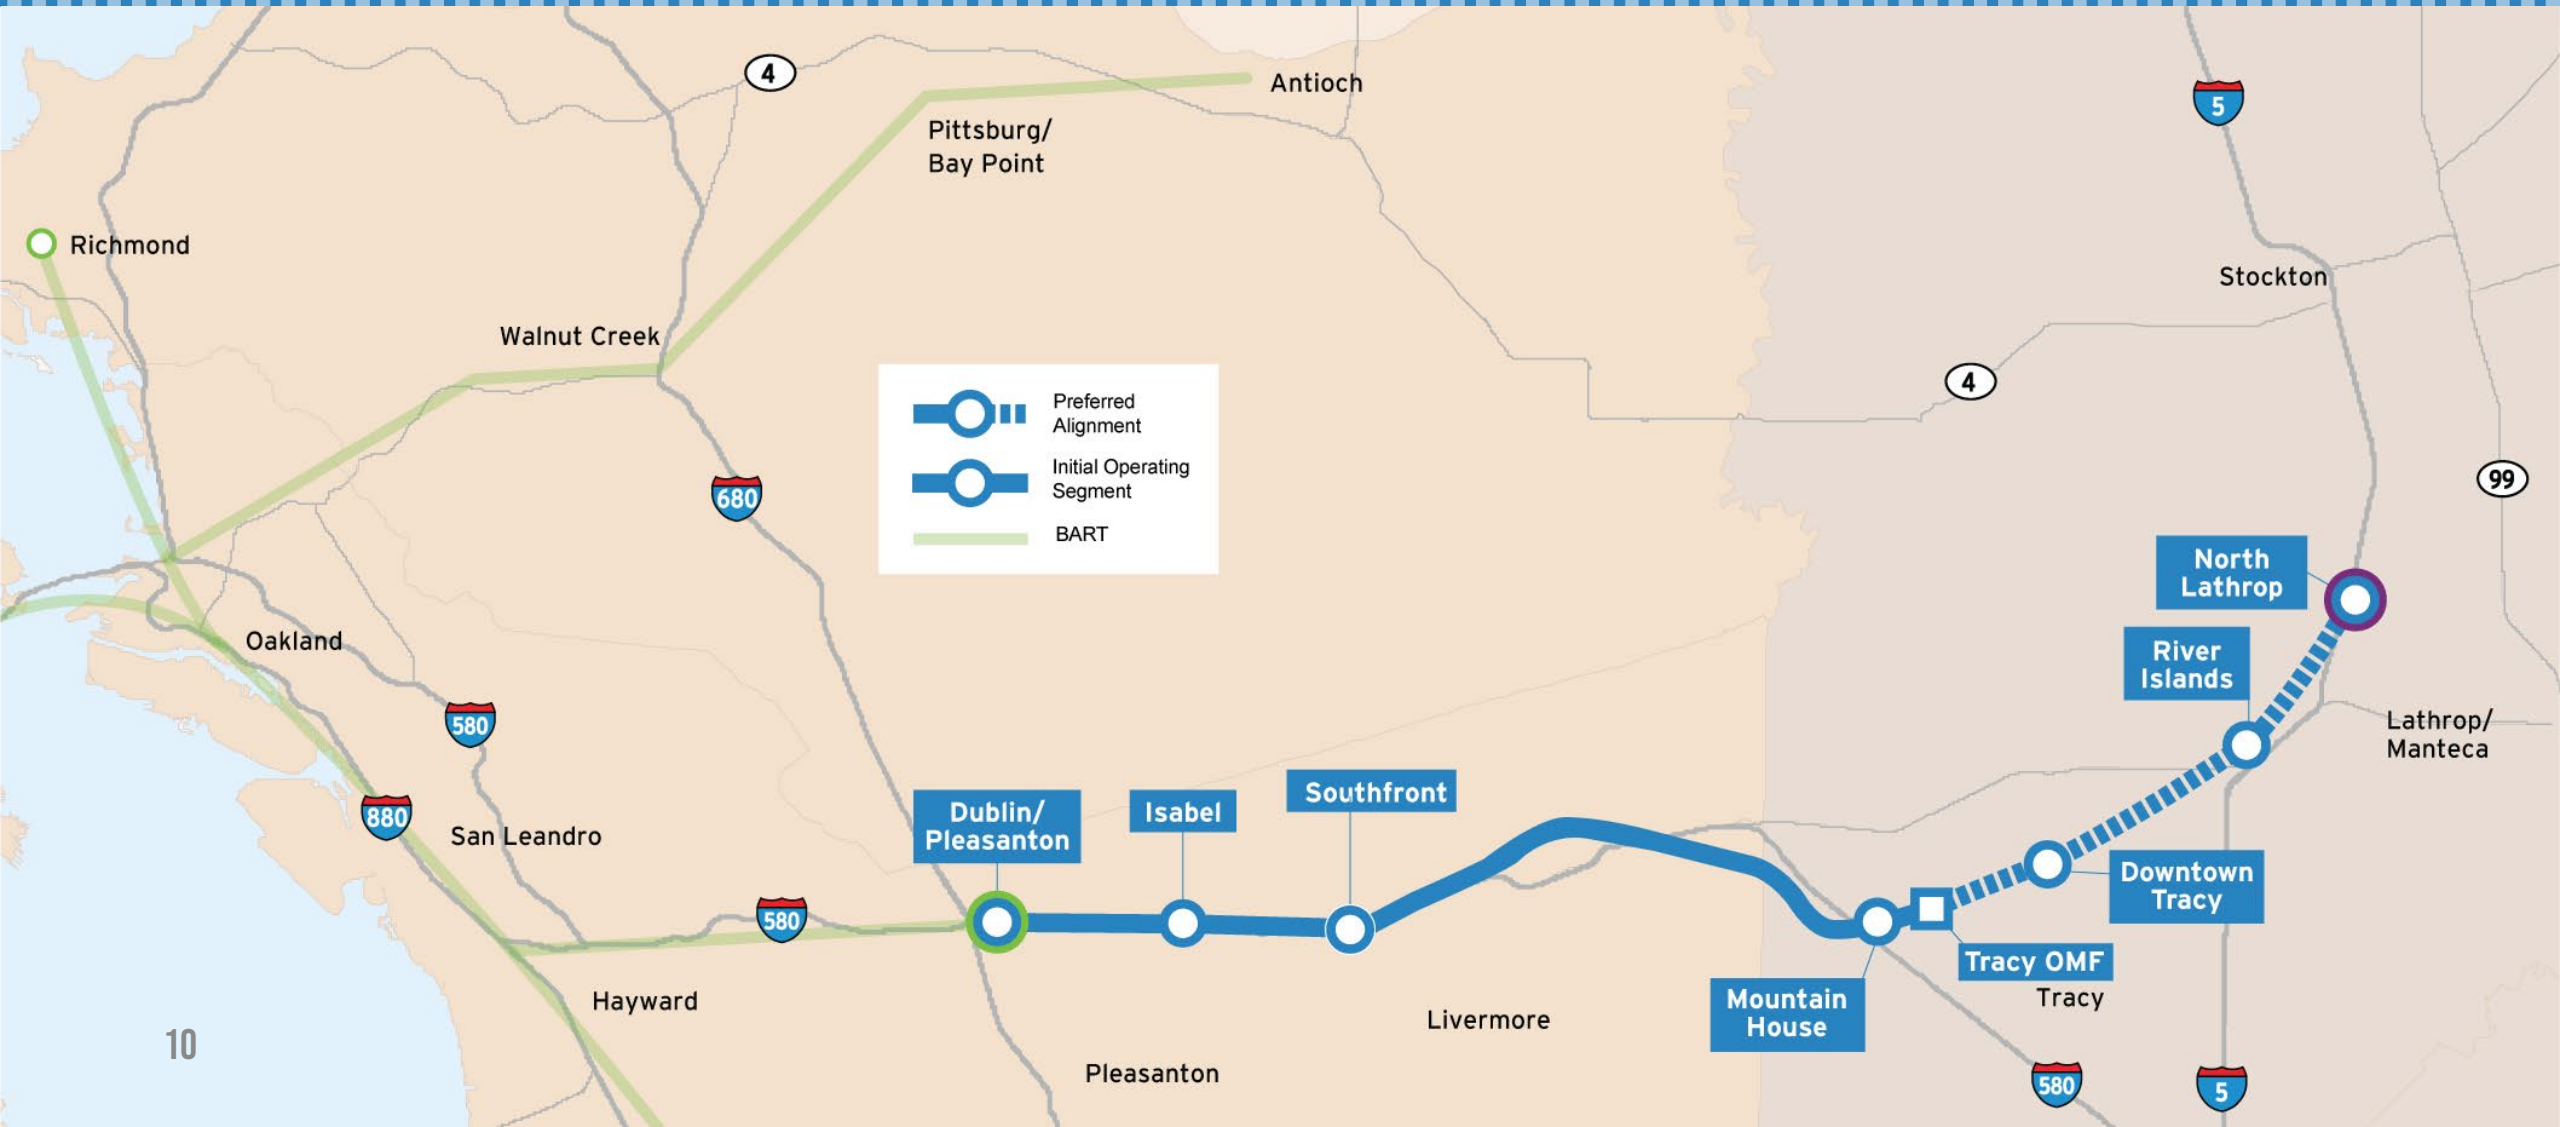 4
Antioch
5
Pittsburg/
Bay Point
Richmond
Stockton
Walnut Creek
4
Preferred
Alignment
Initial Operating
Segment
BART
680
99
North
Lathrop
River
Islands
Oakland
580
Lathrop/
Manteca
880
San Leandro
Dublin/
Pleasanton
Isabel
Southfront
580
Downtown
Tracy
Tracy OMF
Tracy
Mountain
House
Hayward
Livermore
10
Pleasanton
580
5